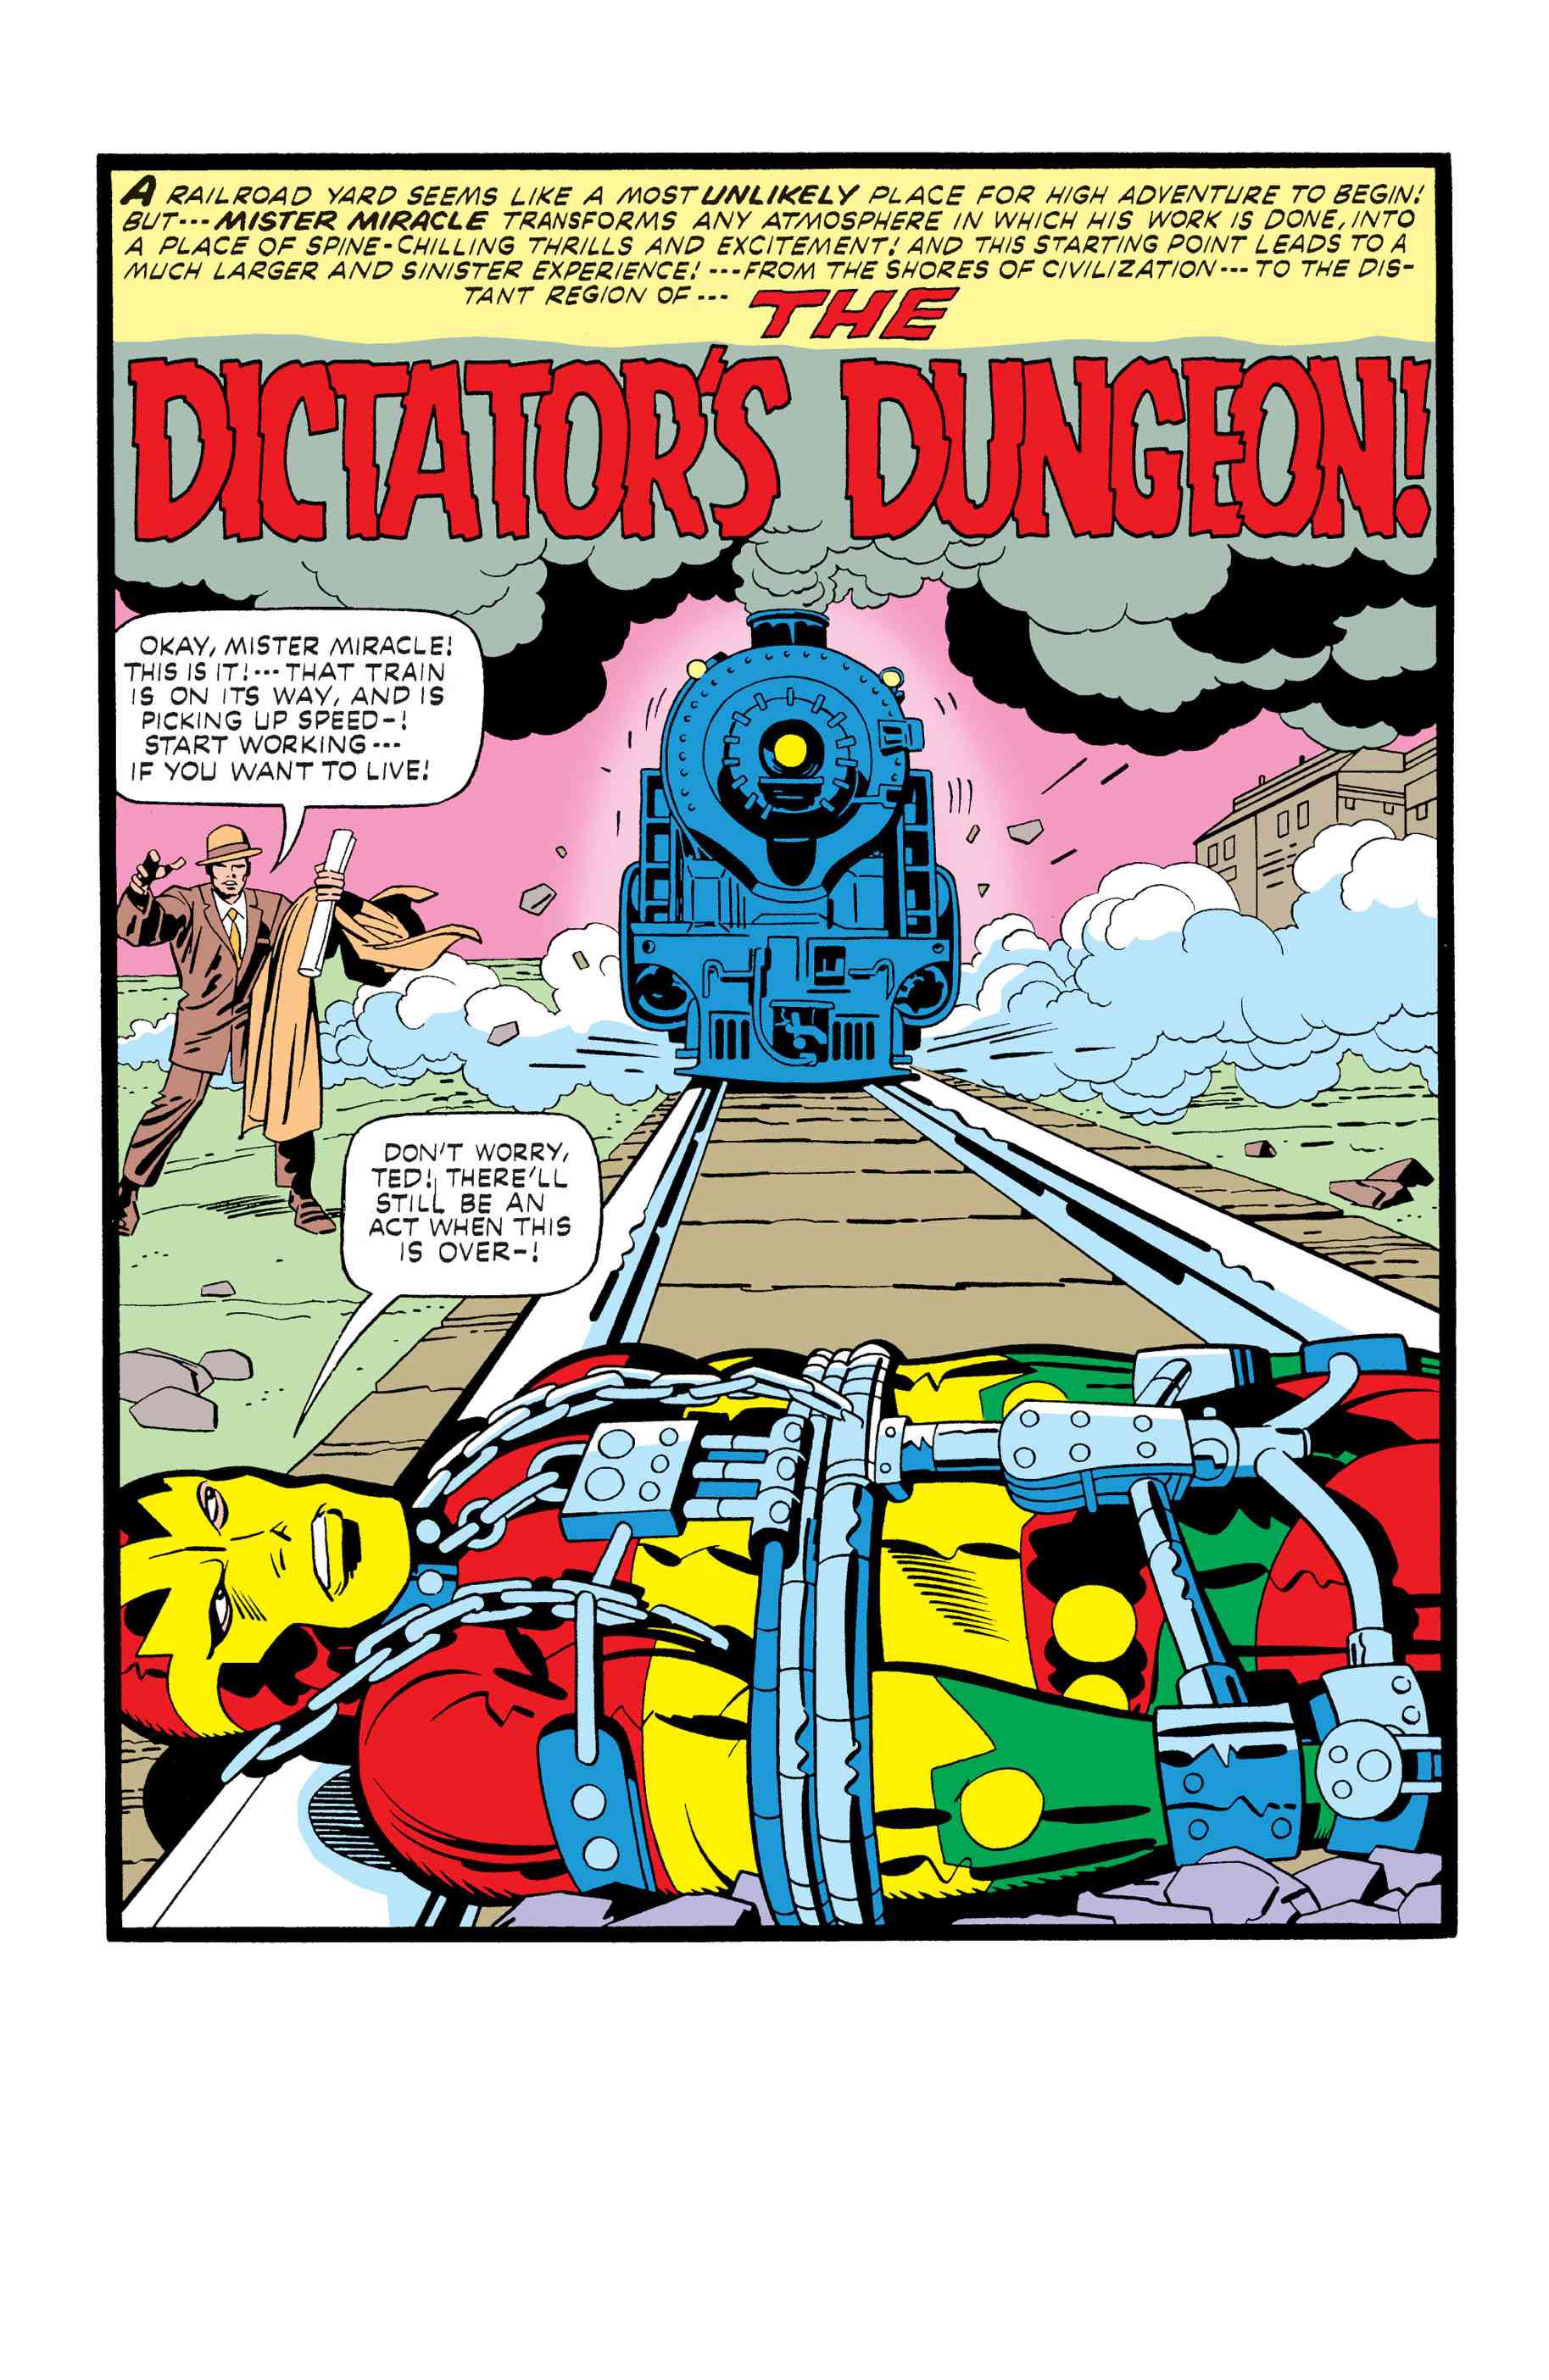 A RAILROAD YARD SEEMS LIKE A MOST UNLIKELY PLACE FOR HIGH ADVENTURE TO BEGIN!
BUT--- MISTER MIRACLE TRANSFORMS ANY ATMOSPHERE IN WHICH HIS WORK IS DONE, INTO
A PLACE OF SPINE-CHILLING THRILLS AND EXCITEMENT! AND THIS STARTING POINT LEADS TO A
MUCH LARGER AND SINISTER EXPERIENCE! ---FROM THE SHORES OF CIVILIZATION--- TO THE DIS-
TANT REGION OF---
THE
DICTATOR'S DUNGEON!
OKAY, MISTER MIRACLE!
THIS IS IT!---THAT TRAIN
IS ON ITS WAY, AND IS
PICKING UP SPEED-!
START WORKING---
IF YOU WANT TO LIVE!
DON'T WORRY,
TED! THERE'LL
STILL BE AN
ACT WHEN THIS
IS OVER-!